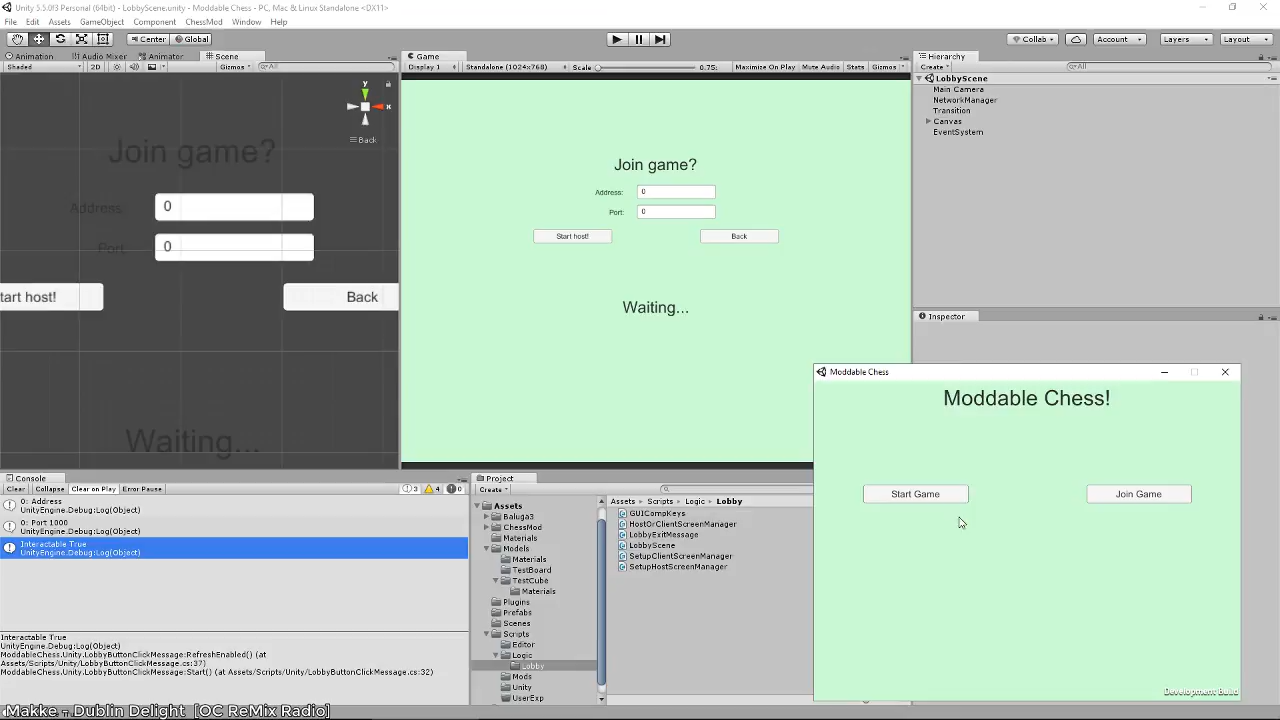 Unity 5.5.0f3 Personal (64bit) - LobbyScene.unity - Moddable Chess - PC, Mac & Linux Standalone <DX11>
File Edit Assets GameObject Component ChessMod Window Help
Center Global Collab Account Layers Layout
Animation Audio Mixer Animator Scene
Shaded 2D Gizmos All
y
x
Back
Join game?
Address: 0
Port: 0
tart host! Back
Waiting...
Game
Display 1 Standalone (1024x768) Scale 0.75: Maximize On Play Mute Audio Stats Gizmos
Join game?
Address: 0
Port: 0
Start host! Back
Waiting...
Hierarchy
Create All
LobbyScene
Main Camera
NetworkManager
Transition
Canvas
EventSystem
Inspector
Moddable Chess
Moddable Chess!
Start Game Join Game
Development Build
Console
Clear Collapse Clear on Play Error Pause 3 4 0
0: Address
UnityEngine.Debug:Log(Object)
0: Port 1000
UnityEngine.Debug:Log(Object)
Interactable True
UnityEngine.Debug:Log(Object)
Interactable True
UnityEngine.Debug:Log(Object)
ModdableChess.Unity.LobbyButtonClickMessage:RefreshEnabled() (at
Assets/Scripts/Unity/LobbyButtonClickMessage.cs:37)
ModdableChess.Unity.LobbyButtonClickMessage:Start() (at Assets/Scripts/Unity/LobbyButtonClickMessage.cs:32)
Project
Create
Assets
Baluga3
ChessMod
Materials
Models
Materials
TestBoard
TestCube
Materials
Plugins
Prefabs
Scenes
Scripts
Editor
Logic
Lobby
Mods
Unity
UserExp
Assets Scripts Logic Lobby
GUICompKeys
HostOrClientScreenManager
LobbyExitMessage
LobbyScene
SetupClientScreenManager
SetupHostScreenManager
Makke - Dublin Delight [OC ReMix Radio]